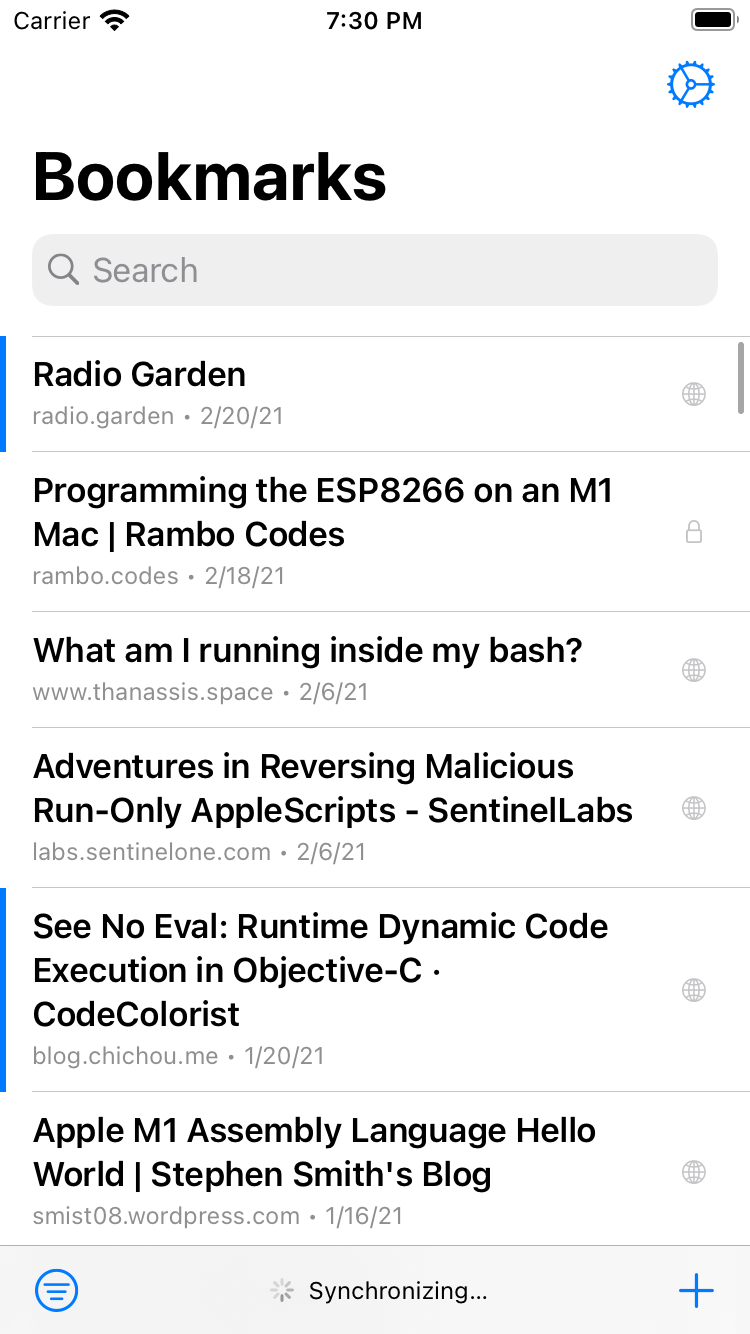 Carrier 7:30 PM
Bookmarks
Search
Radio Garden
radio.garden • 2/20/21
Programming the ESP8266 on an M1
Mac | Rambo Codes
rambo.codes • 2/18/21
What am I running inside my bash?
www.thanassis.space • 2/6/21
Adventures in Reversing Malicious
Run-Only AppleScripts - SentinelLabs
labs.sentinelone.com • 2/6/21
See No Eval: Runtime Dynamic Code
Execution in Objective-C ·
CodeColorist
blog.chichou.me • 1/20/21
Apple M1 Assembly Language Hello
World | Stephen Smith's Blog
smist08.wordpress.com • 1/16/21
Synchronizing...